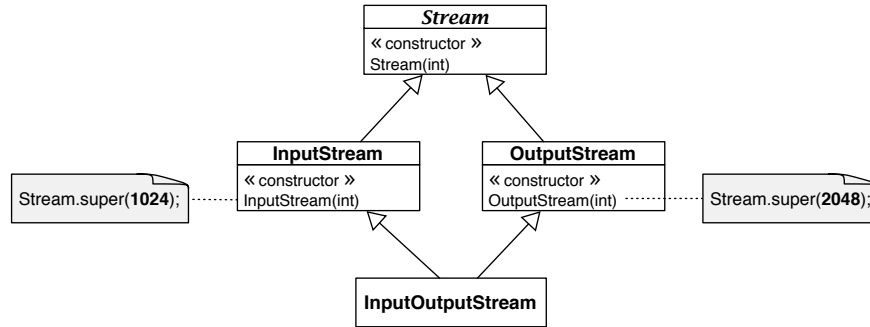 Stream
« constructor »
Stream(int)
InputStream
« constructor »
InputStream(int)
OutputStream
« constructor »
OutputStream(int)
Stream.super(1024);
Stream.super(2048);
InputOutputStream